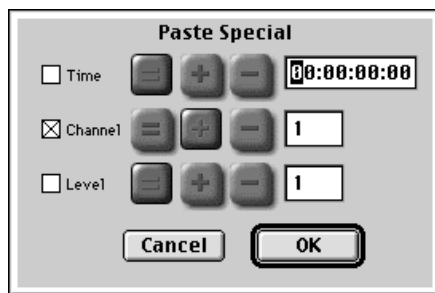 Paste Special
Time = + - 00:00:00:00
Channel = + - 1
Level = + - 1
Cancel OK